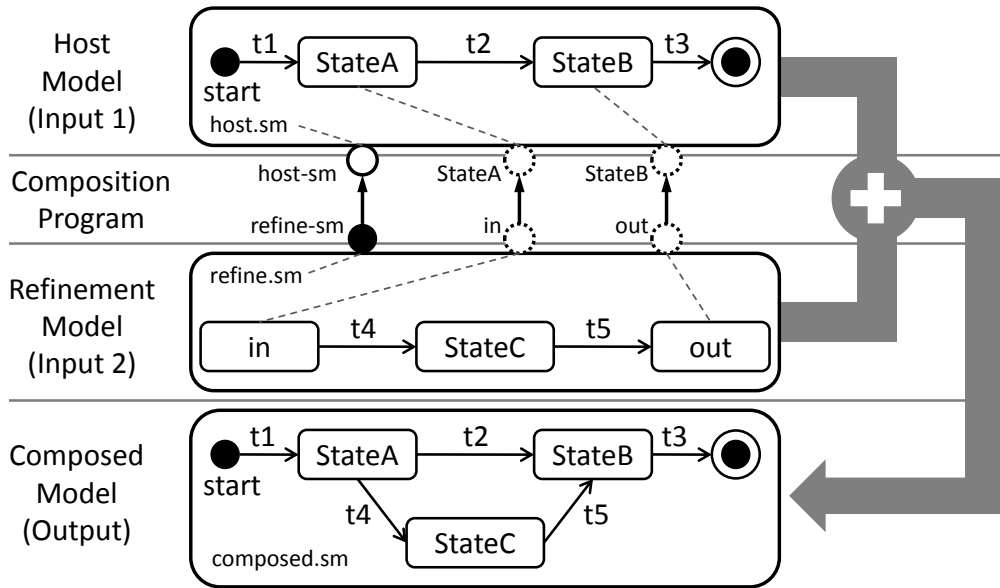 Host
Model
(Input 1)
t1
t2
t3
StateA
StateB
start
host.sm
Composition
Program
host-sm
StateA
StateB
refine-sm
in
out
Refinement
Model
(Input 2)
refine.sm
in
t4
StateC
t5
out
Composed
Model
(Output)
t1
t2
t3
StateA
StateB
start
t4
t5
StateC
composed.sm